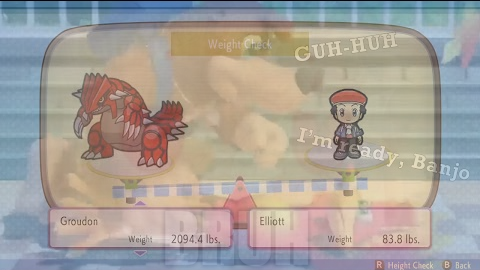 Weight Check
GUH-HUH
I'm ready, Banjo
Groudon
Weight 2094.4 lbs.
Elliott
Weight 83.8 lbs.
R Height Check B Back